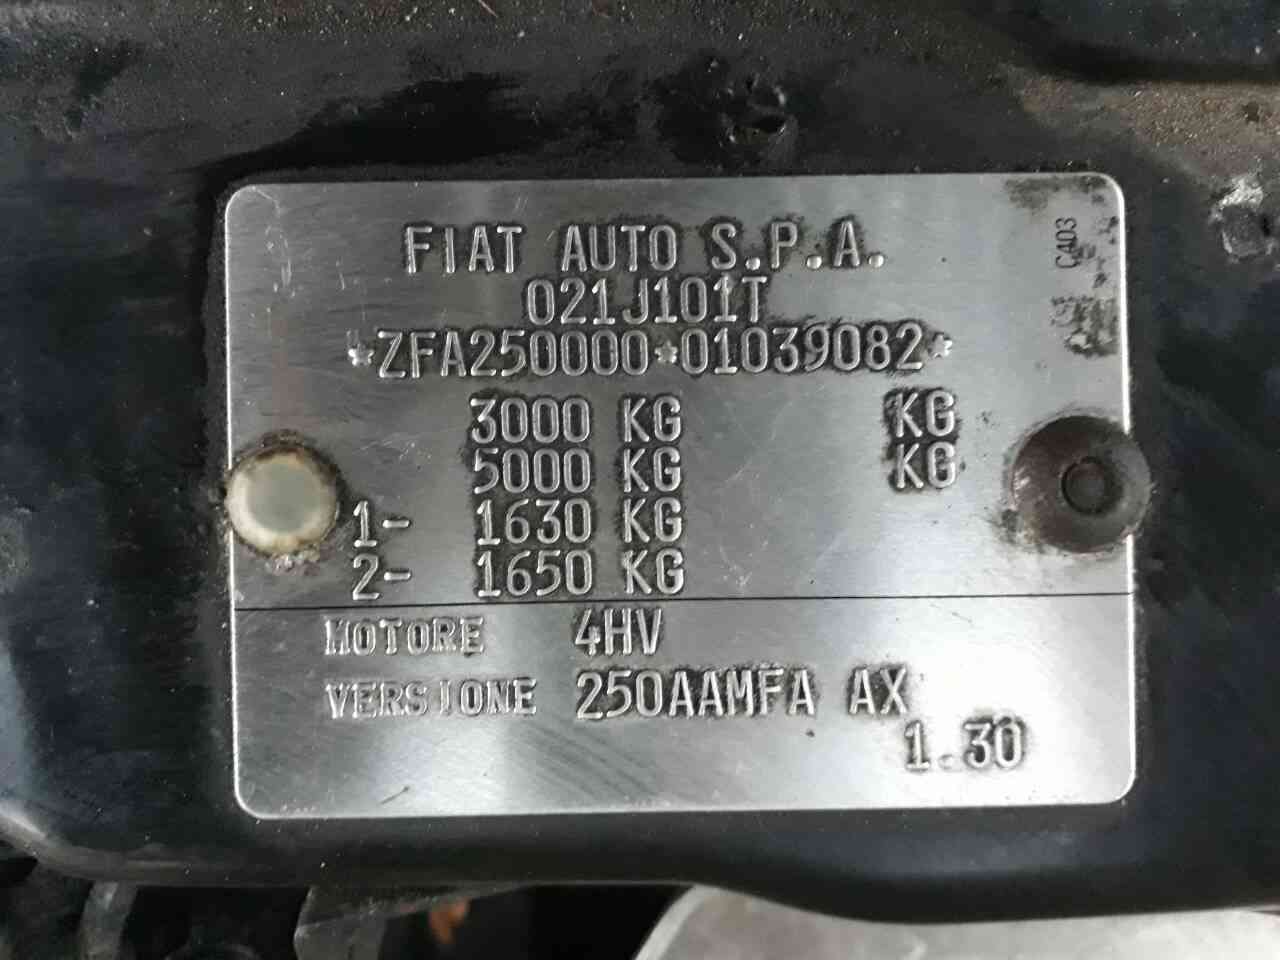 FIAT AUTO S.P.A.
C403
021J101T
*ZFA250000*01039082*
3000 KG KG
5000 KG KG
1- 1630 KG
2- 1650 KG
MOTORE 4HV
VERSIONE 250AAMFA AX
1.30